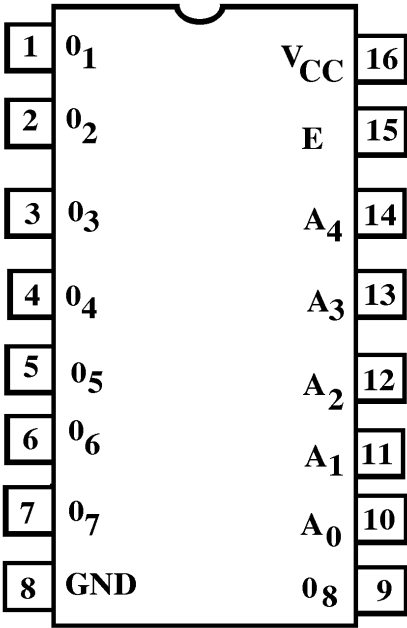 1 0₁ V_CC 16
2 0₂ E 15
3 0₃ A₄ 14
4 0₄ A₃ 13
5 0₅ A₂ 12
6 0₆ A₁ 11
7 0₇ A₀ 10
8 GND 0₈ 9